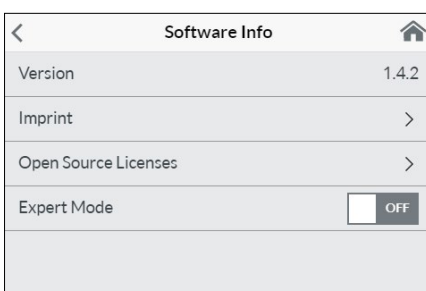 Software Info
Version 1.4.2
Imprint
Open Source Licenses
Expert Mode OFF